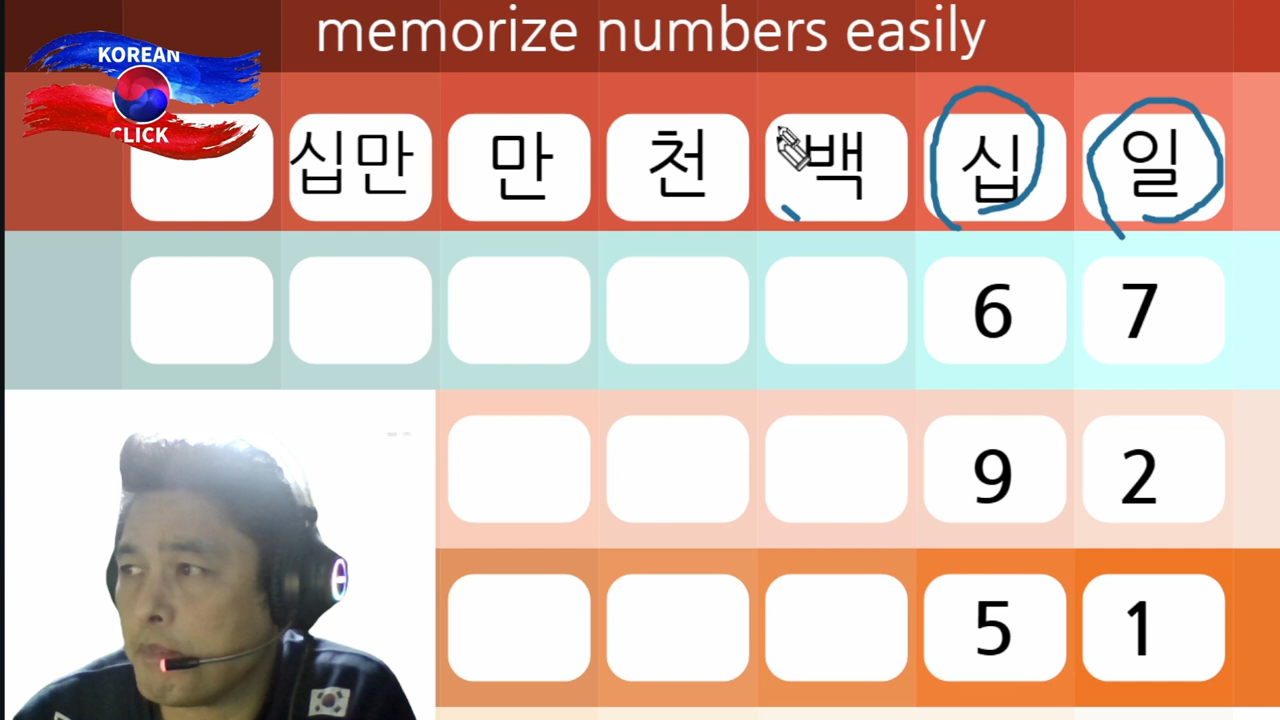 memorize numbers easily
KOREAN
CLICK
십만 만 천 백 십 일
6 7
9 2
5 1